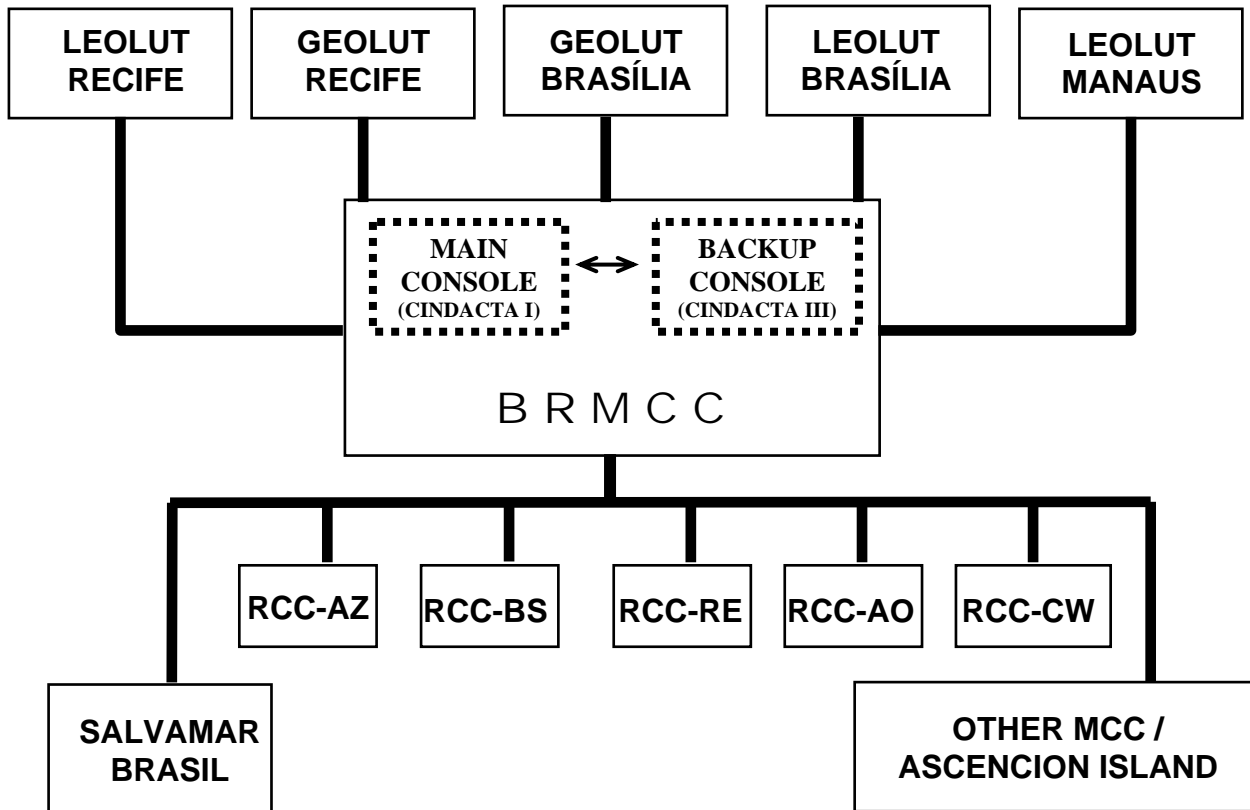 LEOLUT
RECIFE
GEOLUT
RECIFE
GEOLUT
BRASÍLIA
LEOLUT
BRASÍLIA
LEOLUT
MANAUS
MAIN
CONSOLE
(CINDACTA I)
BACKUP
CONSOLE
(CINDACTA III)
BRMCC
RCC-AZ
RCC-BS
RCC-RE
RCC-AO
RCC-CW
SALVAMAR
BRASIL
OTHER MCC /
ASCENCION ISLAND